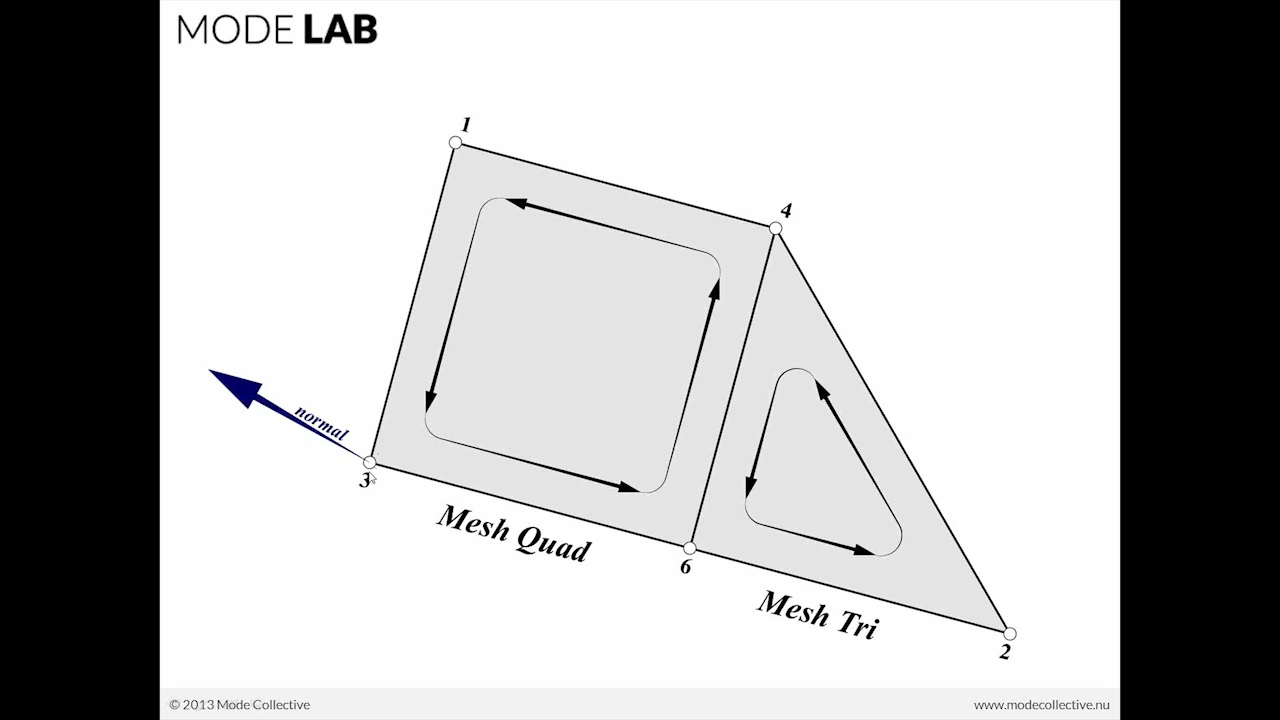 MODE LAB
1
4
normal
3
Mesh Quad
6
Mesh Tri
2
© 2013 Mode Collective
www.modecollective.nu